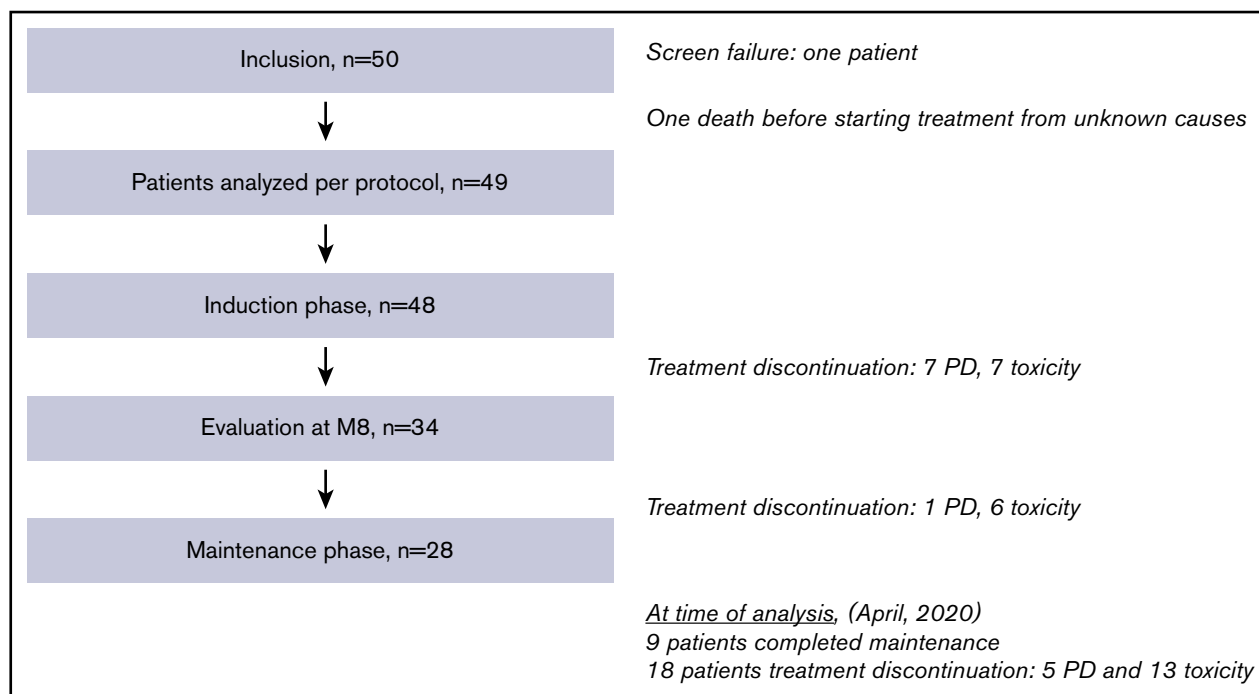 Inclusion, n=50
Screen failure: one patient
One death before starting treatment from unknown causes
Patients analyzed per protocol, n=49
Induction phase, n=48
Treatment discontinuation: 7 PD, 7 toxicity
Evaluation at M8, n=34
Treatment discontinuation: 1 PD, 6 toxicity
Maintenance phase, n=28
At time of analysis, (April, 2020)
9 patients completed maintenance
18 patients treatment discontinuation: 5 PD and 13 toxicity